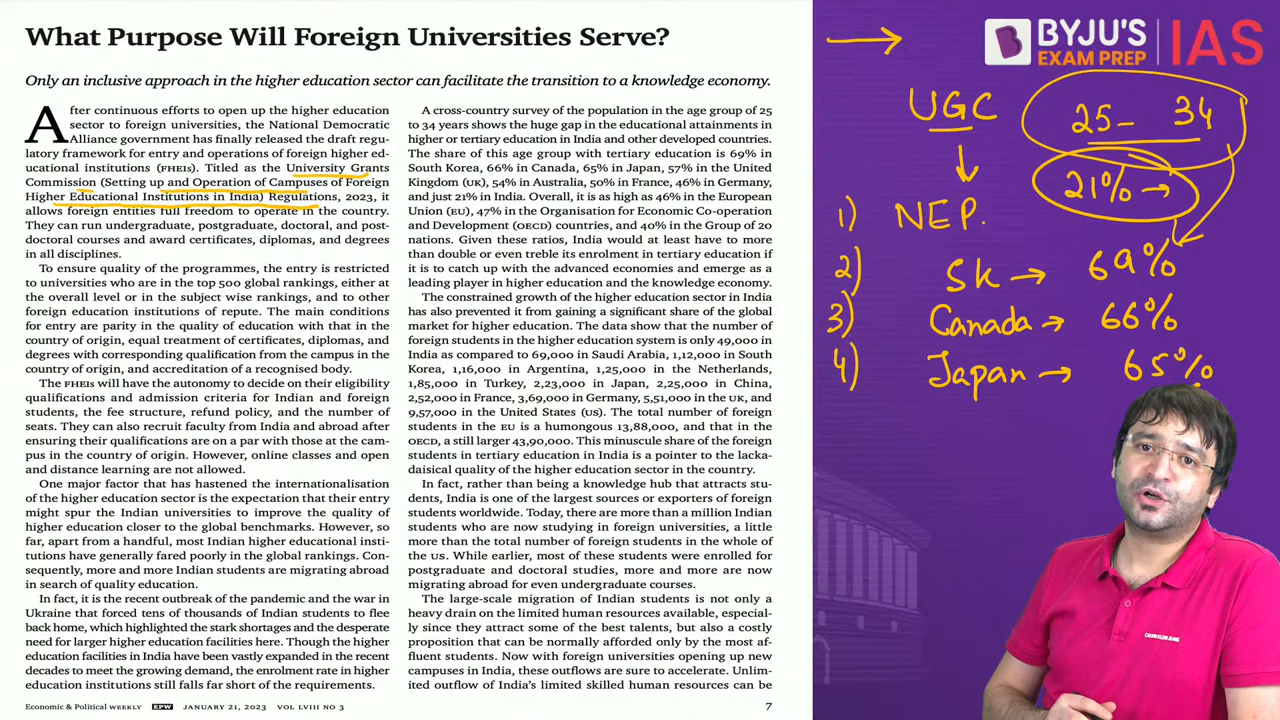 What Purpose Will Foreign Universities Serve?
Only an inclusive approach in the higher education sector can facilitate the transition to a knowledge economy.
After continuous efforts to open up the higher education
sector to foreign universities, the National Democratic
Alliance government has finally released the draft regu-
latory framework for entry and operations of foreign higher ed-
ucational institutions (FHEIs). Titled as the University Grants
Commission (Setting up and Operation of Campuses of Foreign
Higher Educational Institutions in India) Regulations, 2023, it
allows foreign entities full freedom to operate in the country.
They can run undergraduate, postgraduate, doctoral, and post-
doctoral courses and award certificates, diplomas, and degrees
in all disciplines.
To ensure quality of the programmes, the entry is restricted
to universities who are in the top 500 global rankings, either at
the overall level or in the subject wise rankings, and to other
foreign education institutions of repute. The main conditions
for entry are parity in the quality of education with that in the
country of origin, equal treatment of certificates, diplomas, and
degrees with corresponding qualification from the campus in the
country of origin, and accreditation of a recognised body.
The FHEIs will have the autonomy to decide on their eligibility
qualifications and admission criteria for Indian and foreign
students, the fee structure, refund policy, and the number of
seats. They can also recruit faculty from India and abroad after
ensuring their qualifications are on a par with those at the cam-
pus in the country of origin. However, online classes and open
and distance learning are not allowed.
One major factor that has hastened the internationalisation
of the higher education sector is the expectation that their entry
might spur the Indian universities to improve the quality of
higher education closer to the global benchmarks. However, so
far, apart from a handful, most Indian higher educational insti-
tutions have generally fared poorly in the global rankings. Con-
sequently, more and more Indian students are migrating abroad
in search of quality education.
In fact, it is the recent outbreak of the pandemic and the war in
Ukraine that forced tens of thousands of Indian students to flee
back home, which highlighted the stark shortages and the desperate
need for larger higher education facilities here. Though the higher
education facilities in India have been vastly expanded in the recent
decades to meet the growing demand, the enrolment rate in higher
education institutions still falls far short of the requirements.
A cross-country survey of the population in the age group of 25
to 34 years shows the huge gap in the educational attainments in
higher or tertiary education in India and other developed countries.
The share of this age group with tertiary education is 69% in
South Korea, 66% in Canada, 65% in Japan, 57% in the United
Kingdom (UK), 54% in Australia, 50% in France, 46% in Germany,
and just 21% in India. Overall, it is as high as 46% in the European
Union (EU), 47% in the Organisation for Economic Co-operation
and Development (OECD) countries, and 40% in the Group of 20
nations. Given these ratios, India would at least have to more
than double or even treble its enrolment in tertiary education if
it is to catch up with the advanced economies and emerge as a
leading player in higher education and the knowledge economy.
The constrained growth of the higher education sector in India
has also prevented it from gaining a significant share of the global
market for higher education. The data show that the number of
foreign students in the higher education system is only 49,000 in
India as compared to 69,000 in Saudi Arabia, 1,12,000 in South
Korea, 1,16,000 in Argentina, 1,25,000 in the Netherlands,
1,85,000 in Turkey, 2,23,000 in Japan, 2,25,000 in China,
2,52,000 in France, 3,69,000 in Germany, 5,51,000 in the UK, and
9,57,000 in the United States (US). The total number of foreign
students in the EU is a humongous 13,88,000, and that in the
OECD, a still larger 43,90,000. This minuscule share of the foreign
students in tertiary education in India is a pointer to the lacka-
daisical quality of the higher education sector in the country.
In fact, rather than being a knowledge hub that attracts stu-
dents, India is one of the largest sources or exporters of foreign
students worldwide. Today, there are more than a million Indian
students who are now studying in foreign universities, a little
more than the total number of foreign students in the whole of
the US. While earlier, most of these students were enrolled for
postgraduate and doctoral studies, more and more are now
migrating abroad for even undergraduate courses.
The large-scale migration of Indian students is not only a
heavy drain on the limited human resources available, especial-
ly since they attract some of the best talents, but also a costly
proposition that can be normally afforded only by the most af-
fluent students. Now with foreign universities opening up new
campuses in India, these outflows are sure to accelerate. Unlim-
ited outflow of India's limited skilled human resources can be
Economic & Political WEEKLY EPW JANUARY 21, 2023 VOL LVIII NO 3
7
BYJU'S
EXAM PREP
IAS
UGC
25 - 34
21% →
1) NEP.
2) SK → 69%
3) Canada → 66%
4) Japan → 65%
CALVIN KLEIN JEANS